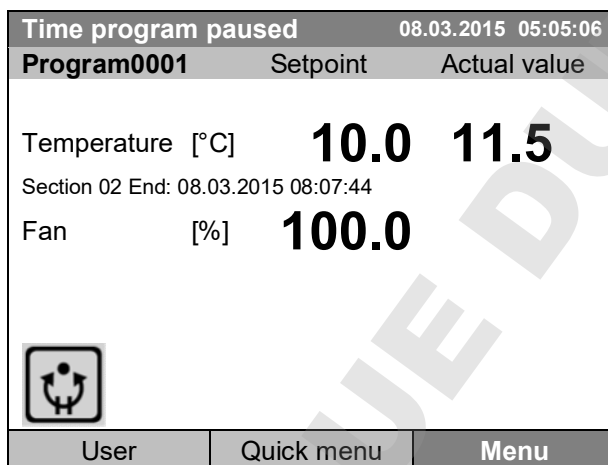 Time program paused 08.03.2015 05:05:06
Program0001 Setpoint Actual value
Temperature [°C] 10.0 11.5
Section 02 End: 08.03.2015 08:07:44
Fan [%] 100.0
User Quick menu Menu